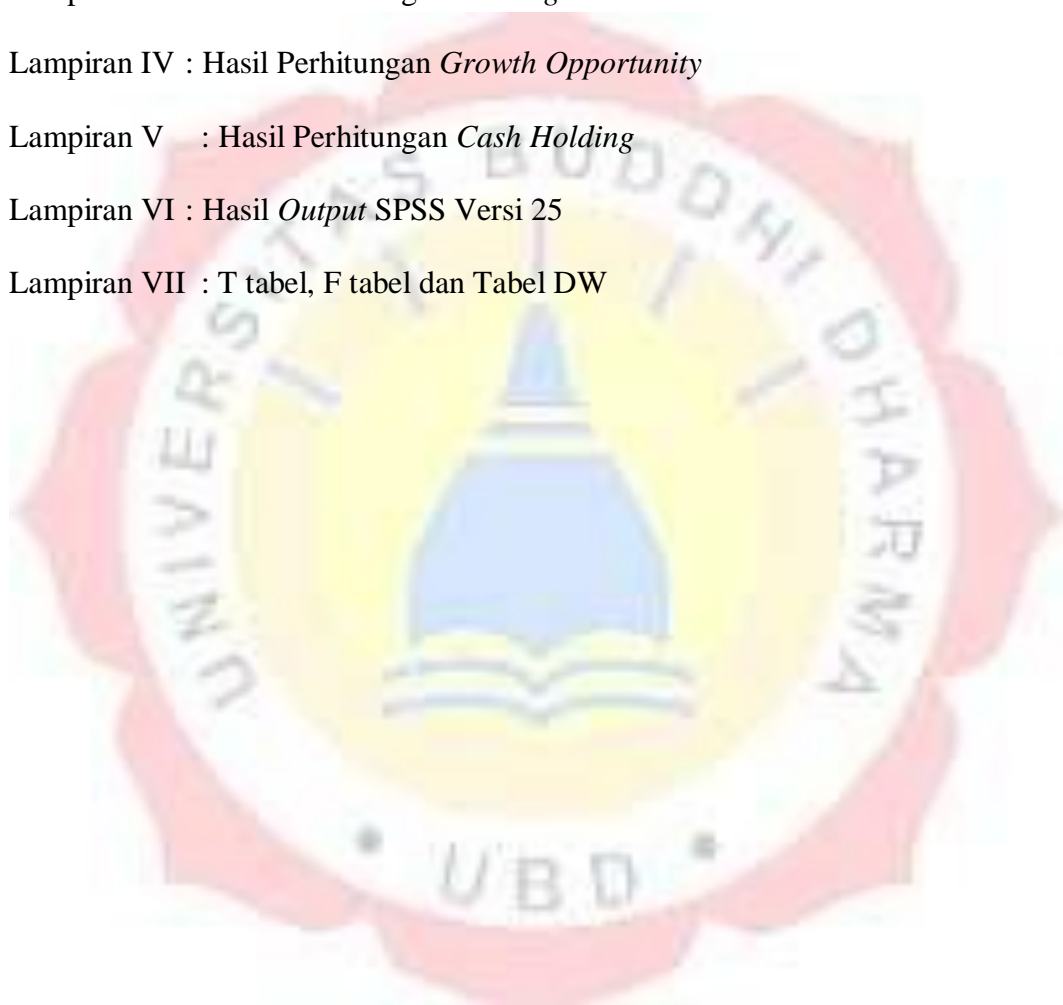 Lampiran IV : Hasil Perhitungan Growth Opportunity
Lampiran V : Hasil Perhitungan Cash Holding
Lampiran VI : Hasil Output SPSS Versi 25
Lampiran VII : T tabel, F tabel dan Tabel DW
UNIVERSITAS BUDDHI DHARMA
• UBD •